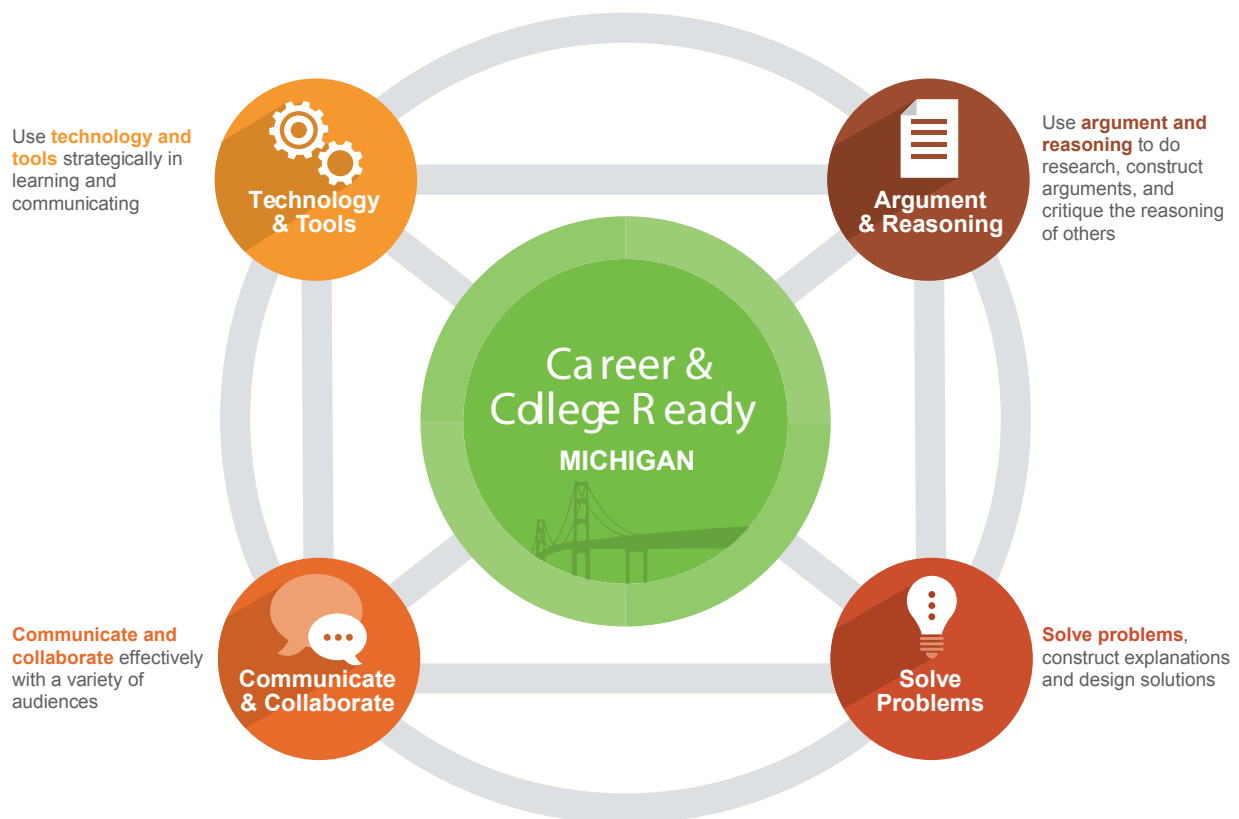 Use technology and
tools strategically in
learning and
communicating
Technology
& Tools
Argument
& Reasoning
Use argument and
reasoning to do
research, construct
arguments, and
critique the reasoning
of others
Career &
College Ready
MICHIGAN
Communicate and
collaborate effectively
with a variety of
audiences
Communicate
& Collaborate
Solve
Problems
Solve problems,
construct explanations
and design solutions